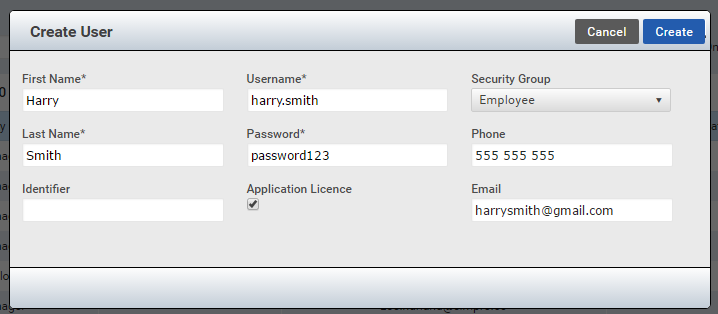 Create User
Cancel
Create
First Name*
Username*
Security Group
Harry
harry.smith
Employee
Last Name*
Password*
Phone
Smith
password123
555 555 555
Identifier
Application Licence
Email
harrysmith@gmail.com